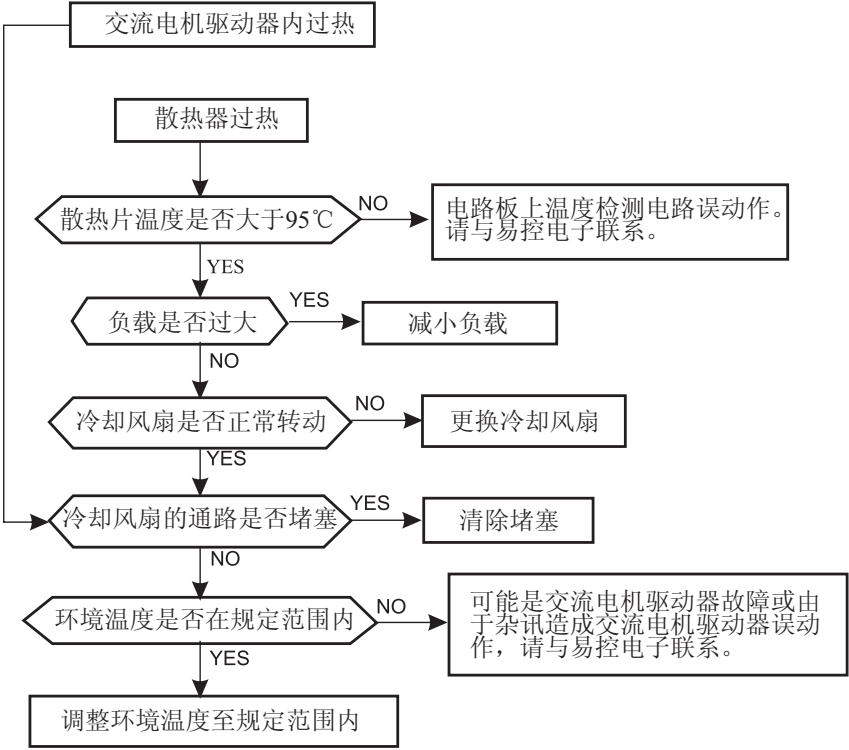 交流电机驱动器内过热
散热器过热
散热片温度是否大于95℃
NO
电路板上温度检测电路误动作。
请与易控电子联系。
YES
负载是否过大
YES
减小负载
NO
冷却风扇是否正常转动
NO
更换冷却风扇
YES
冷却风扇的通路是否堵塞
YES
清除堵塞
NO
环境温度是否在规定范围内
NO
可能是交流电机驱动器故障或由
于杂讯造成交流电机驱动器误动
作，请与易控电子联系。
YES
调整环境温度至规定范围内